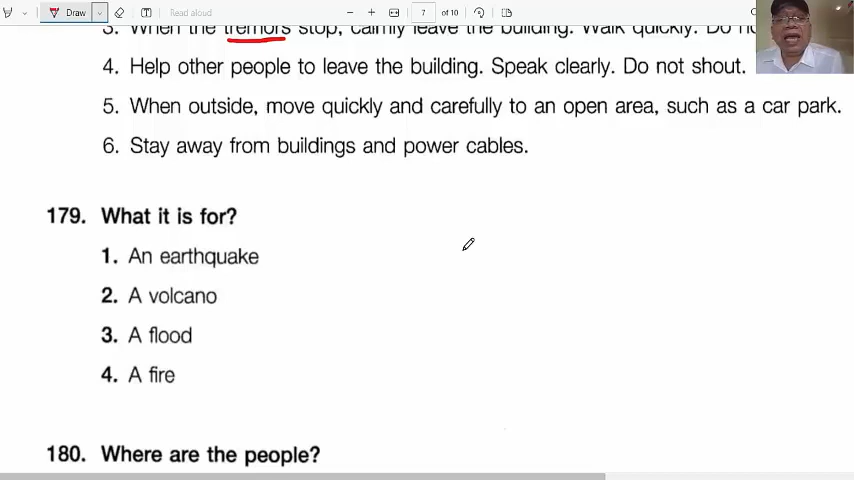 Draw
Read aloud
7 of 10
3. When the tremors stop, calmly leave the building. Walk quickly. Do
4. Help other people to leave the building. Speak clearly. Do not shout.
5. When outside, move quickly and carefully to an open area, such as a car park.
6. Stay away from buildings and power cables.
179. What it is for?
1. An earthquake
2. A volcano
3. A flood
4. A fire
180. Where are the people?